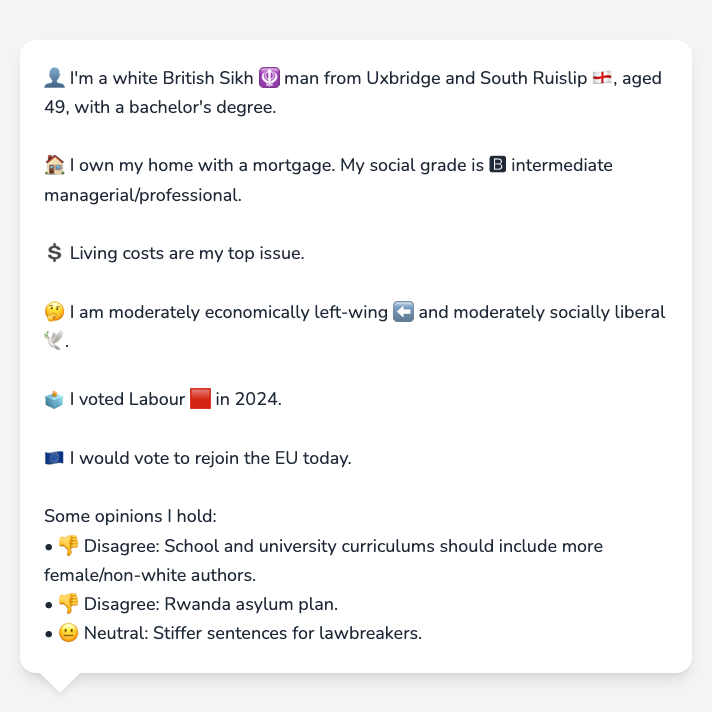 👤 I'm a white British Sikh 🪯 man from Uxbridge and South Ruislip 🏴󠁧󠁢󠁥󠁮󠁧󠁿, aged
49, with a bachelor's degree.
🏠 I own my home with a mortgage. My social grade is 🅱 intermediate
managerial/professional.
💲 Living costs are my top issue.
🤔 I am moderately economically left-wing ⬅️ and moderately socially liberal
🕊️.
🗳️ I voted Labour 🟥 in 2024.
🇪🇺 I would vote to rejoin the EU today.
Some opinions I hold:
• 👎 Disagree: School and university curriculums should include more
female/non-white authors.
• 👎 Disagree: Rwanda asylum plan.
• 😐 Neutral: Stiffer sentences for lawbreakers.